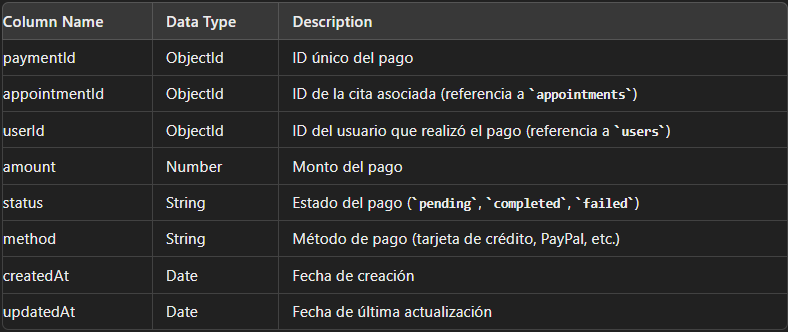 Column Name Data Type Description
paymentId ObjectId ID único del pago
appointmentId ObjectId ID de la cita asociada (referencia a `appointments`)
userId ObjectId ID del usuario que realizó el pago (referencia a `users`)
amount Number Monto del pago
status String Estado del pago (`pending`, `completed`, `failed`)
method String Método de pago (tarjeta de crédito, PayPal, etc.)
createdAt Date Fecha de creación
updatedAt Date Fecha de última actualización